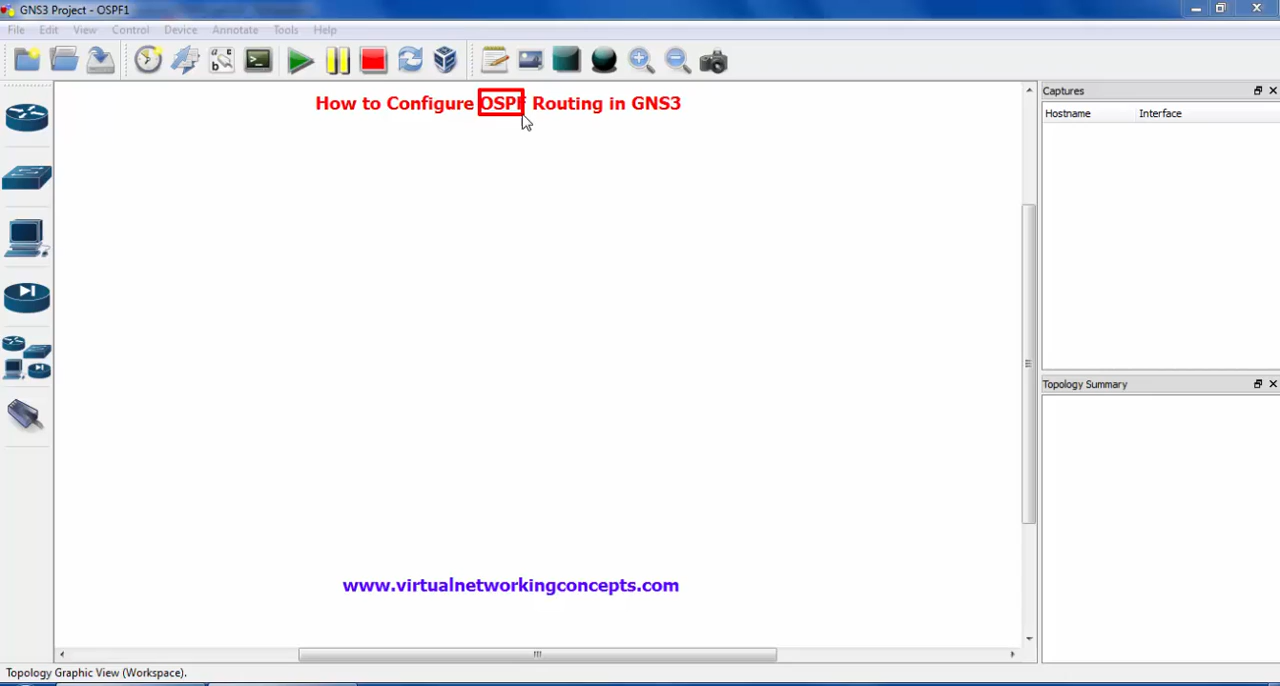 GNS3 Project - OSPF1
File Edit View Control Device Annotate Tools Help
How to Configure OSPF Routing in GNS3
Captures
Hostname Interface
Topology Summary
www.virtualnetworkingconcepts.com
Topology Graphic View (Workspace).